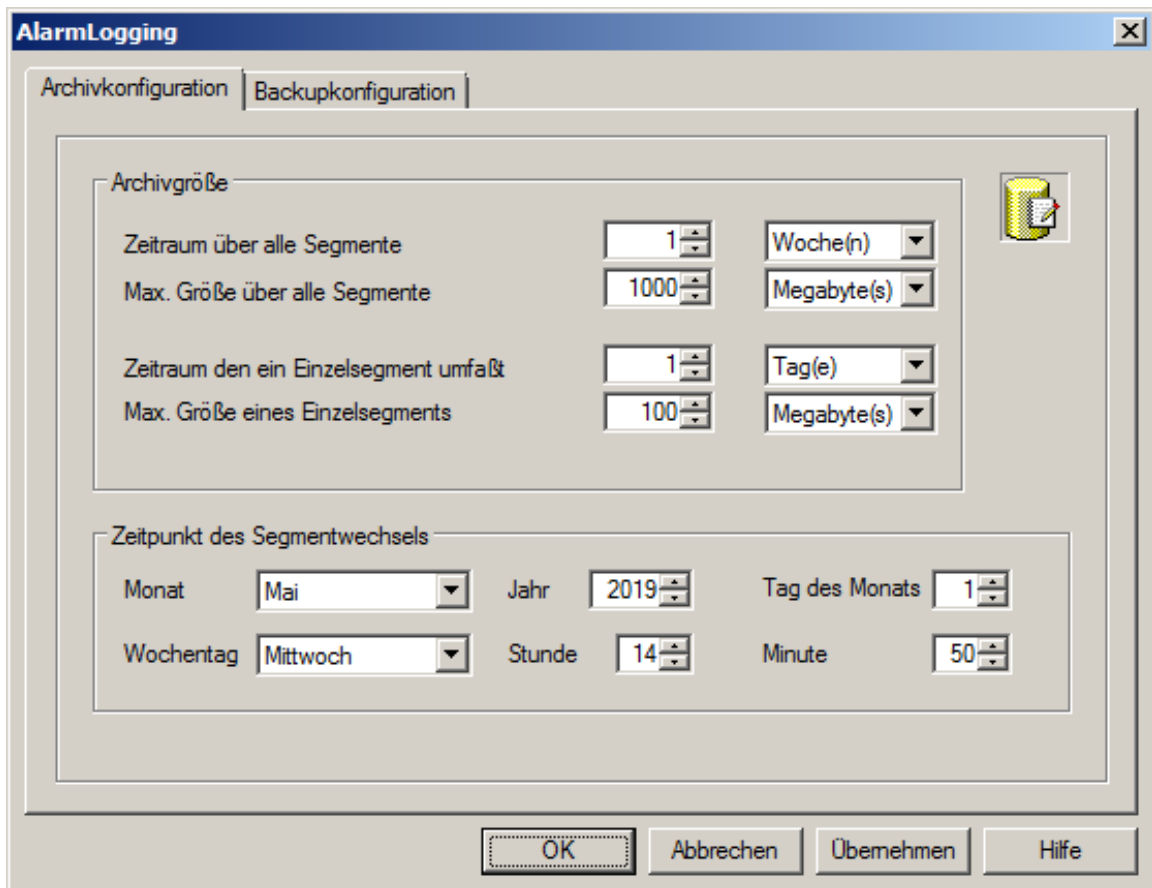 AlarmLogging
Archivkonfiguration Backupkonfiguration
Archivgröße
Zeitraum über alle Segmente 1 Woche(n)
Max. Größe über alle Segmente 1000 Megabyte(s)
Zeitraum den ein Einzelsegment umfaßt 1 Tag(e)
Max. Größe eines Einzelsegments 100 Megabyte(s)
Zeitpunkt des Segmentwechsels
Monat Mai Jahr 2019 Tag des Monats 1
Wochentag Mittwoch Stunde 14 Minute 50
OK Abbrechen Übernehmen Hilfe